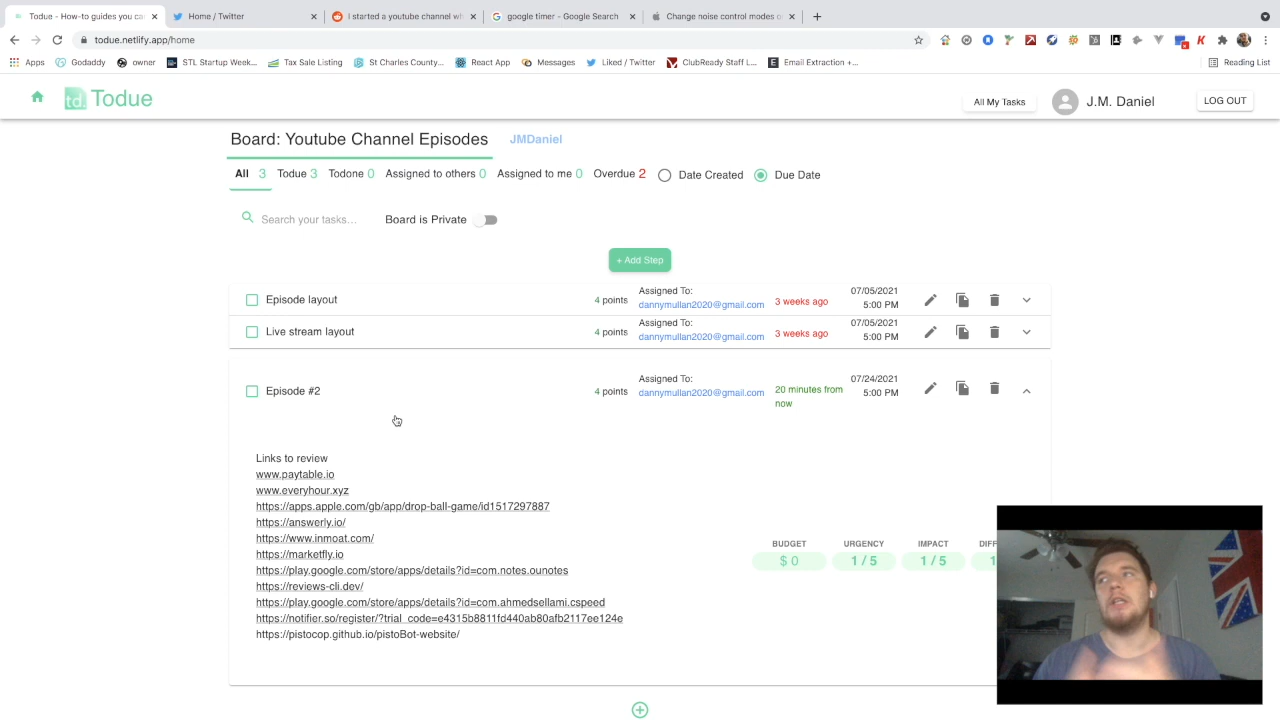 Todue - How-to guides you ca
Home / Twitter
I started a youtube channel wh
google timer - Google Search
Change noise control modes o
todue.netlify.app/home
Apps
Godaddy
owner
STL Startup Week...
Tax Sale Listing
St Charles County...
React App
Messages
Liked / Twitter
ClubReady Staff L...
Email Extraction +...
Reading List
td Todue
All My Tasks
J.M. Daniel
LOG OUT
Board: Youtube Channel Episodes
JMDaniel
All 3
Todue 3
Todone 0
Assigned to others 0
Assigned to me 0
Overdue 2
Date Created
Due Date
Search your tasks...
Board is Private
+ Add Step
Episode layout
4 points
Assigned To:
dannymullan2020@gmail.com
3 weeks ago
07/05/2021
5:00 PM
Live stream layout
4 points
Assigned To:
dannymullan2020@gmail.com
3 weeks ago
07/05/2021
5:00 PM
Episode #2
4 points
Assigned To:
dannymullan2020@gmail.com
20 minutes from
now
07/24/2021
5:00 PM
Links to review
www.paytable.io
www.everyhour.xyz
https://apps.apple.com/gb/app/drop-ball-game/id1517297887
https://answerly.io/
https://www.inmoat.com/
https://marketfly.io
https://play.google.com/store/apps/details?id=com.notes.ounotes
https://reviews-cli.dev/
https://play.google.com/store/apps/details?id=com.ahmedsellami.cspeed
https://notifier.so/register/?trial_code=e4315b8811fd440ab80afb2117ee124e
https://pistocop.github.io/pistoBot-website/
BUDGET
$ 0
URGENCY
1 / 5
IMPACT
1 / 5
DIFF
1